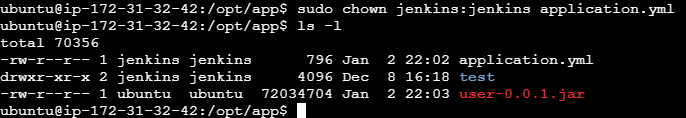 ubuntu@ip-172-31-32-42:/opt/app$ sudo chown jenkins:jenkins application.yml
ubuntu@ip-172-31-32-42:/opt/app$ ls -l
total 70356
-rw-r--r-- 1 jenkins jenkins      796 Jan  2 22:02 application.yml
drwxr-xr-x 2 jenkins jenkins     4096 Dec  8 16:18 test
-rw-r--r-- 1 ubuntu  ubuntu  72034704 Jan  2 22:03 user-0.0.1.jar
ubuntu@ip-172-31-32-42:/opt/app$